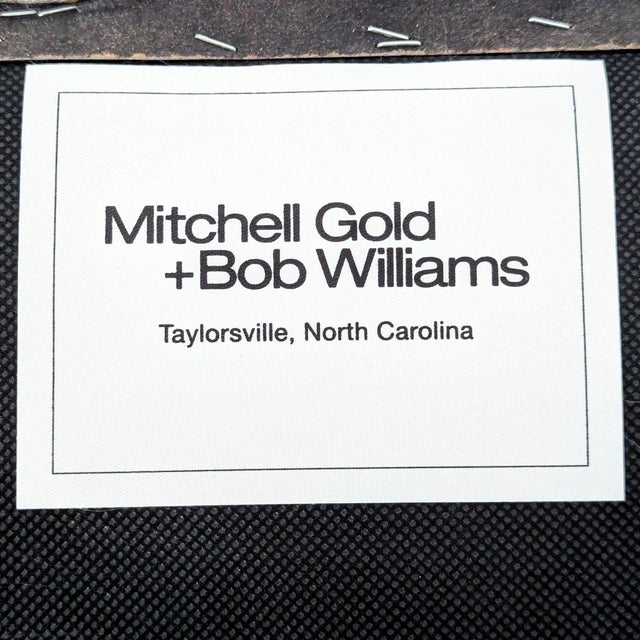 Mitchell Gold
+Bob Williams
Taylorsville, North Carolina